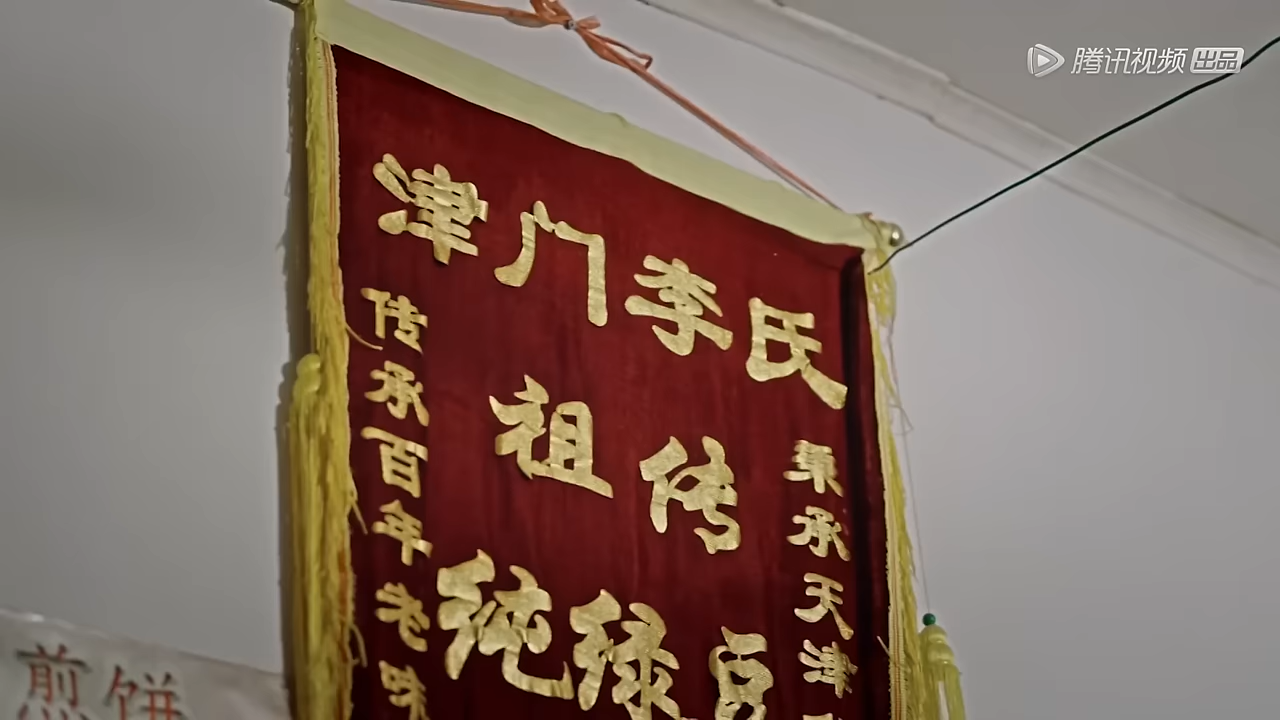 腾讯视频 出品
津门李氏
祖传
纯绿豆
传承百年老
秉承天津
煎饼